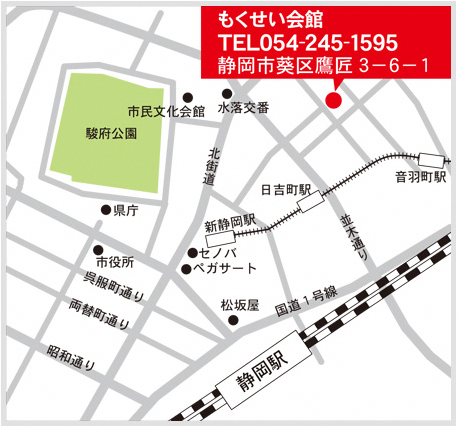 もくせい会館
TEL054-245-1595
静岡市葵区鷹匠3-6-1
市民文化会館
水落交番
駿府公園
北街道
音羽町駅
日吉町駅
県庁
新静岡駅
並木通り
セノバ
市役所
ペガサート
呉服町通り
国道1号線
松坂屋
両替町通り
昭和通り
静岡駅